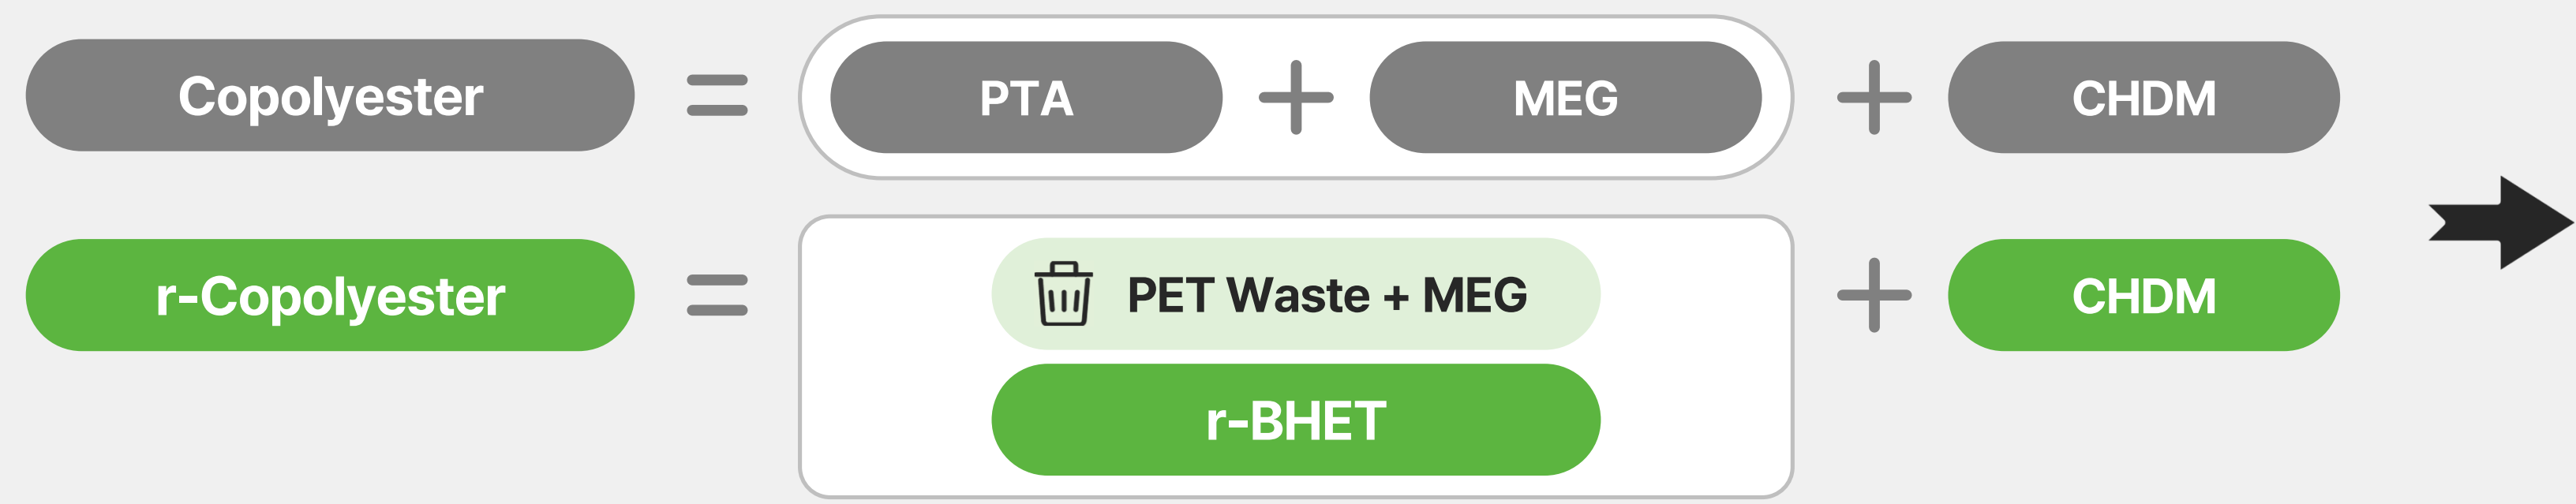 Copolyester = PTA + MEG + CHDM
r-Copolyester = PET Waste + MEG + CHDM
r-BHET